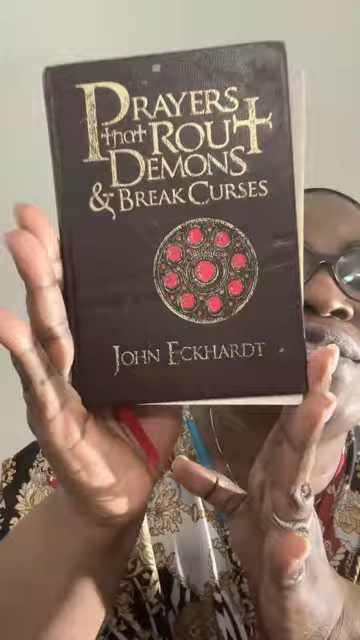 PRAYERS
that ROUT
DEMONS
& BREAK CURSES
JOHN ECKHARDT